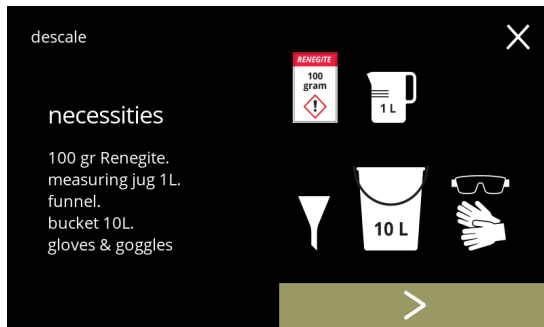 descale
necessities
100 gr Renegite.
measuring jug 1L.
funnel.
bucket 10L.
gloves & goggles
RENEGITE
100
gram
!
1 L
10 L